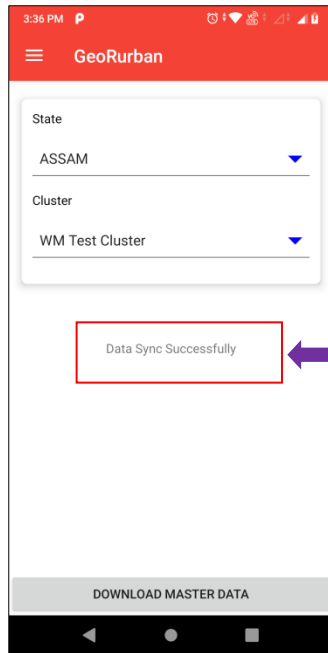 3:36 PM
GeoRurban
State
ASSAM
Cluster
WM Test Cluster
Data Sync Successfully
DOWNLOAD MASTER DATA